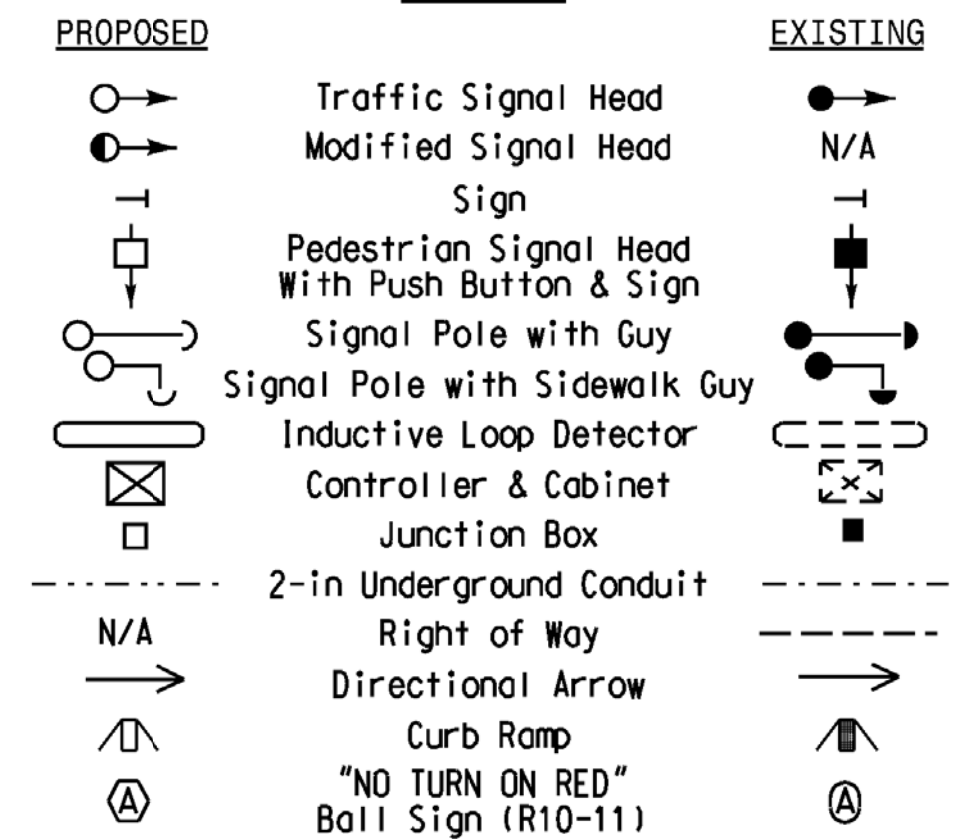 PROPOSED EXISTING
Traffic Signal Head
Modified Signal Head N/A
Sign
Pedestrian Signal Head
With Push Button & Sign
Signal Pole with Guy
Signal Pole with Sidewalk Guy
Inductive Loop Detector
Controller & Cabinet
Junction Box
2-in Underground Conduit
N/A Right of Way
Directional Arrow
Curb Ramp
"NO TURN ON RED"
A Ball Sign (R10-11) A